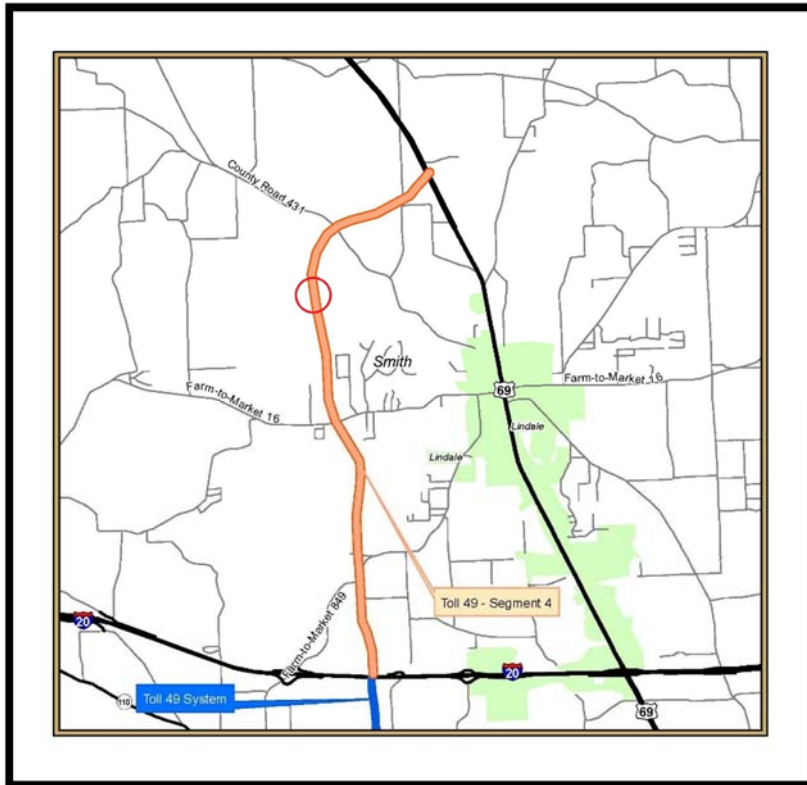 County Road 431
Smith
Farm-to-Market 16
69
Farm-to-Market 16
Lindale
Lindale
Toll 49 - Segment 4
Farm-to-Market 849
20
20
110
Toll 49 System
69